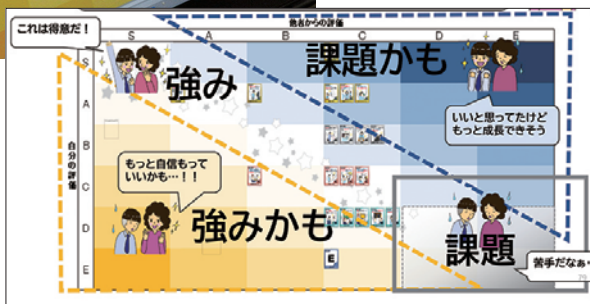 他者からの評価
これは得意だ！
S A B C D E
S
A
B
C
D
E
自分の評価
強み
課題かも
いいと思ってたけど
もっと成長できそう
もっと自信もって
いいかも…！！
強みかも
課題
苦手だなぁ…
E
79